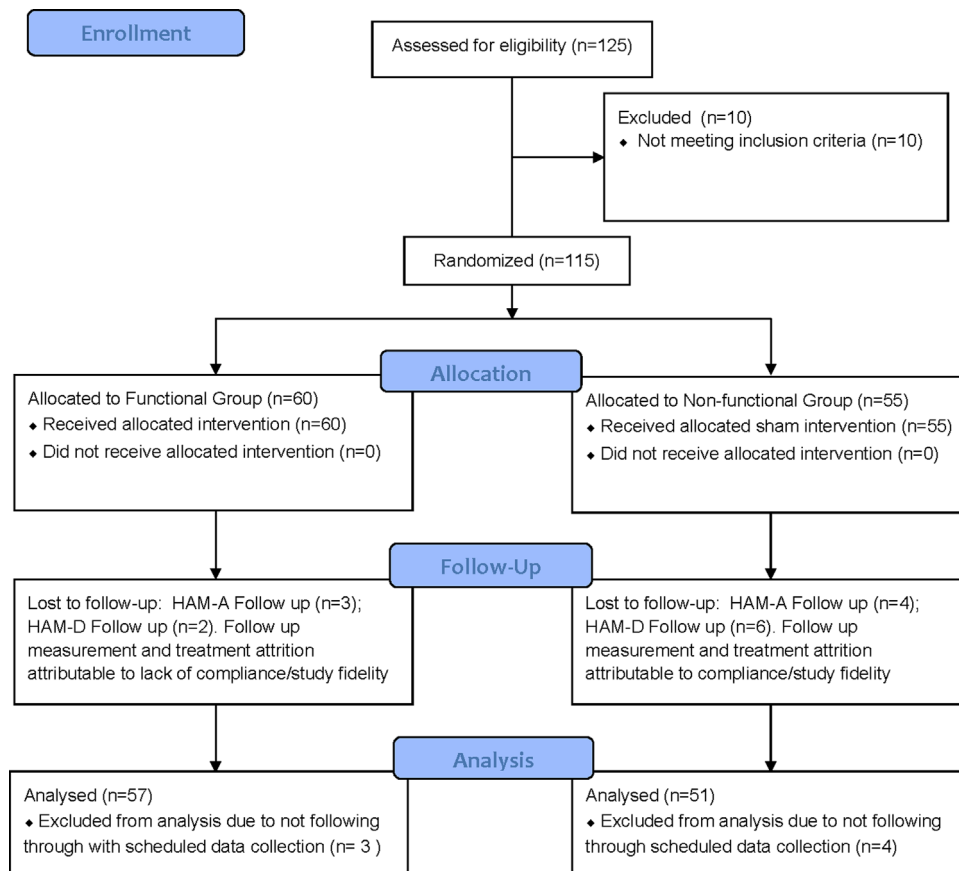 Enrollment
Assessed for eligibility (n=125)
Excluded (n=10)
♦ Not meeting inclusion criteria (n=10)
Randomized (n=115)
Allocation
Allocated to Functional Group (n=60)
♦ Received allocated intervention (n=60)
♦ Did not receive allocated intervention (n=0)
Allocated to Non-functional Group (n=55)
♦ Received allocated sham intervention (n=55)
♦ Did not receive allocated intervention (n=0)
Follow-Up
Lost to follow-up: HAM-A Follow up (n=3);
HAM-D Follow up (n=2). Follow up
measurement and treatment attrition
attributable to lack of compliance/study fidelity
Lost to follow-up: HAM-A Follow up (n=4);
HAM-D Follow up (n=6). Follow up
measurement and treatment attrition
attributable to compliance/study fidelity
Analysis
Analysed (n=57)
♦ Excluded from analysis due to not following
through with scheduled data collection (n= 3 )
Analysed (n=51)
♦ Excluded from analysis due to not following
through scheduled data collection (n=4)